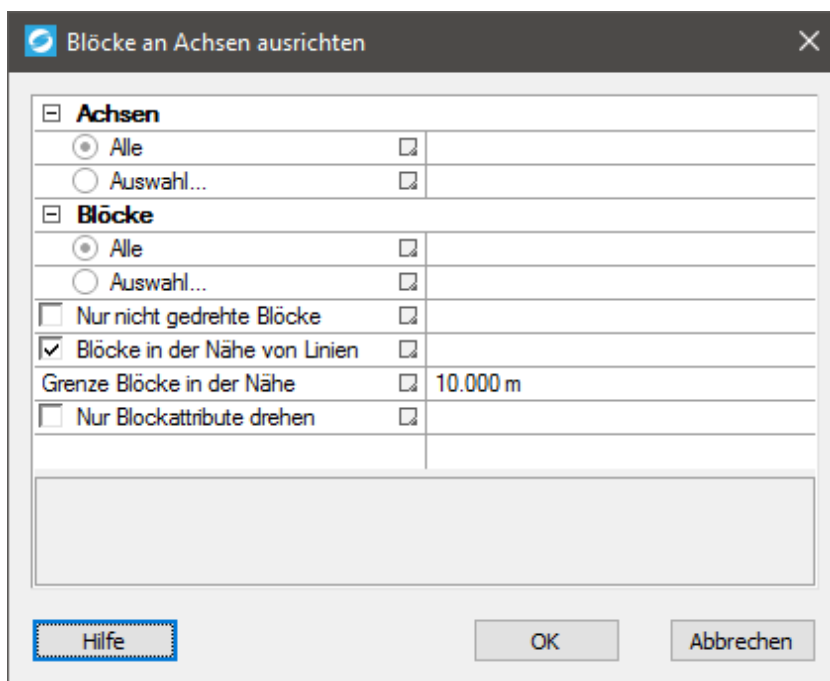 Blöcke an Achsen ausrichten
Achsen
Alle
Auswahl...
Blöcke
Alle
Auswahl...
Nur nicht gedrehte Blöcke
Blöcke in der Nähe von Linien
Grenze Blöcke in der Nähe 10.000 m
Nur Blockattribute drehen
Hilfe OK Abbrechen